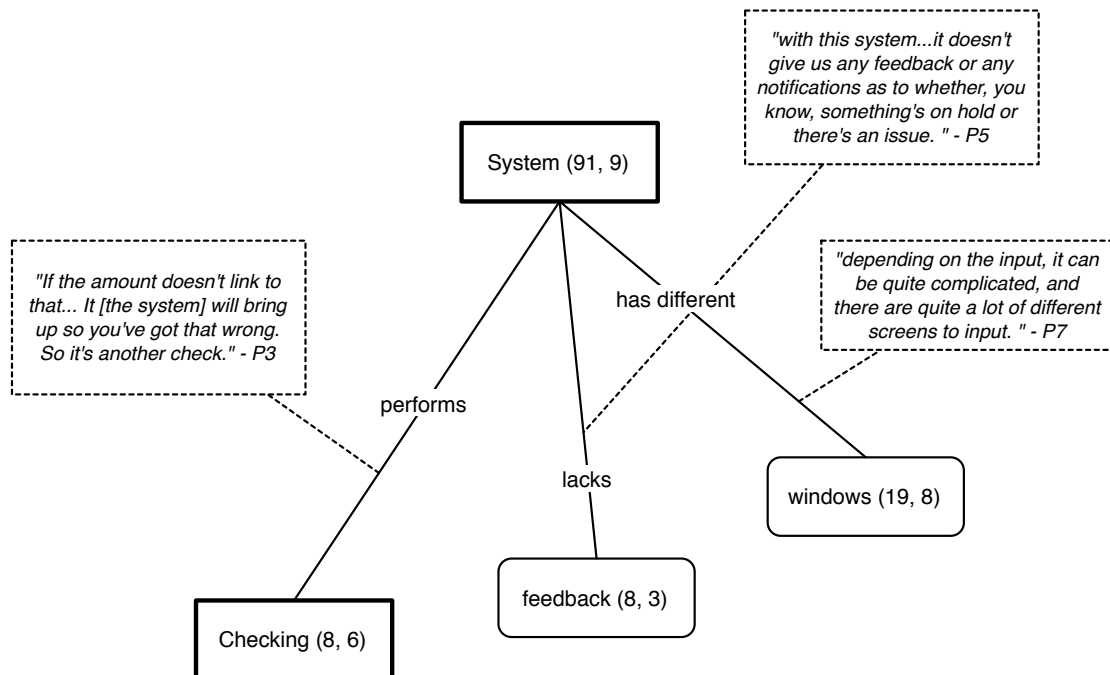 "with this system...it doesn't
give us any feedback or any
notifications as to whether, you
know, something's on hold or
there's an issue. " - P5
System (91, 9)
"If the amount doesn't link to
that... It [the system] will bring
up so you've got that wrong.
So it's another check." - P3
"depending on the input, it can
be quite complicated, and
there are quite a lot of different
screens to input. " - P7
has different
performs
lacks
windows (19, 8)
feedback (8, 3)
Checking (8, 6)